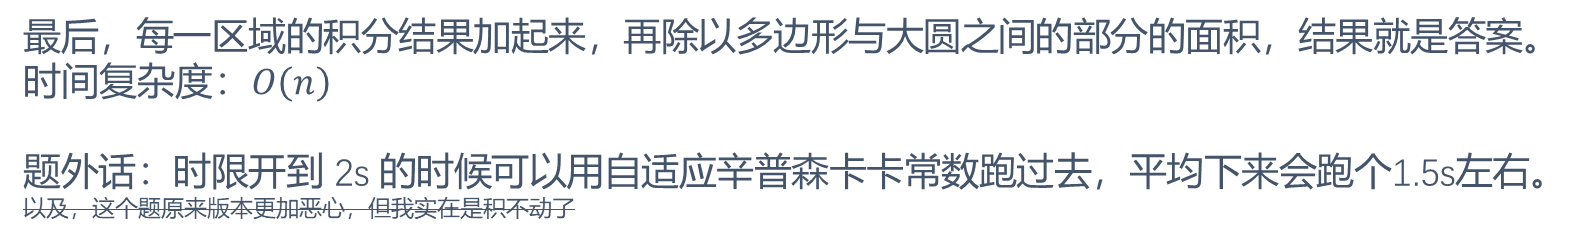 最后，每一区域的积分结果加起来，再除以多边形与大圆之间的部分的面积，结果就是答案。
时间复杂度：O(n)
题外话：时限开到 2s 的时候可以用自适应辛普森卡卡常数跑过去，平均下来会跑个1.5s左右。
以及，这个题原来版本更加恶心，但我实在是积不动了